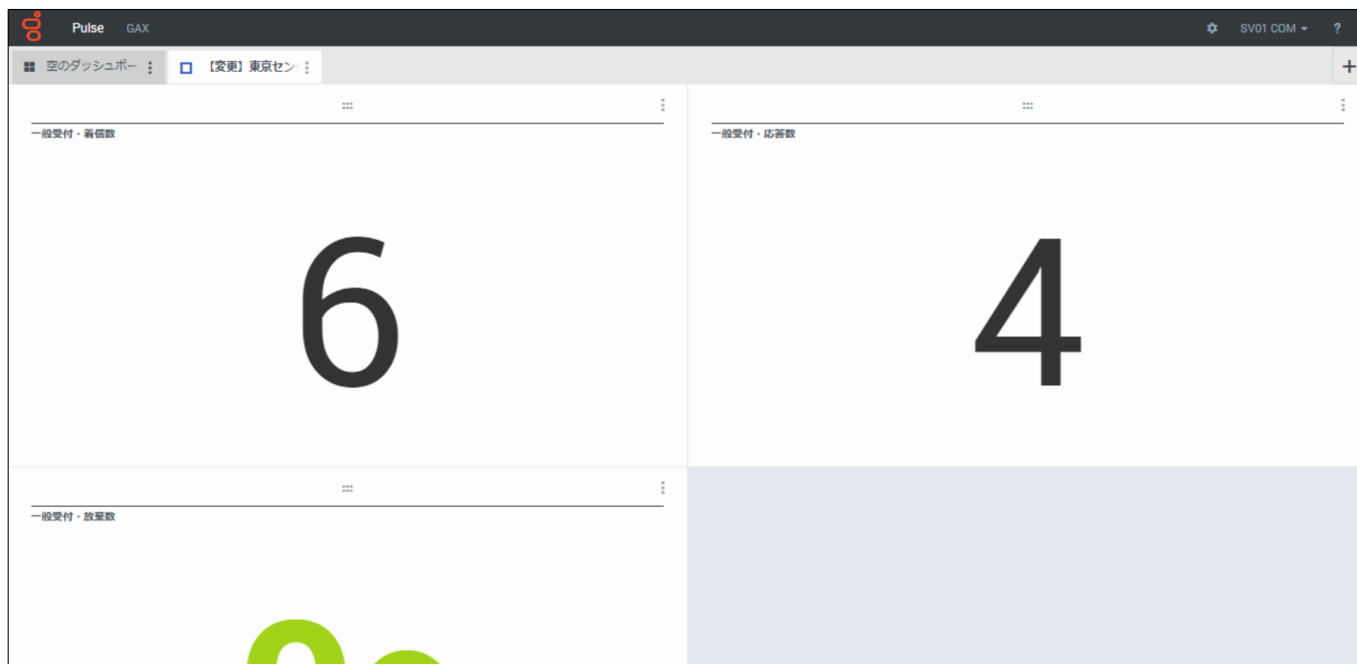 Pulse GAX SV01 COM ?
空のダッシュボー 【変更】東京セン +
一般受付・着信数
一般受付・応答数
6
4
一般受付・放棄数